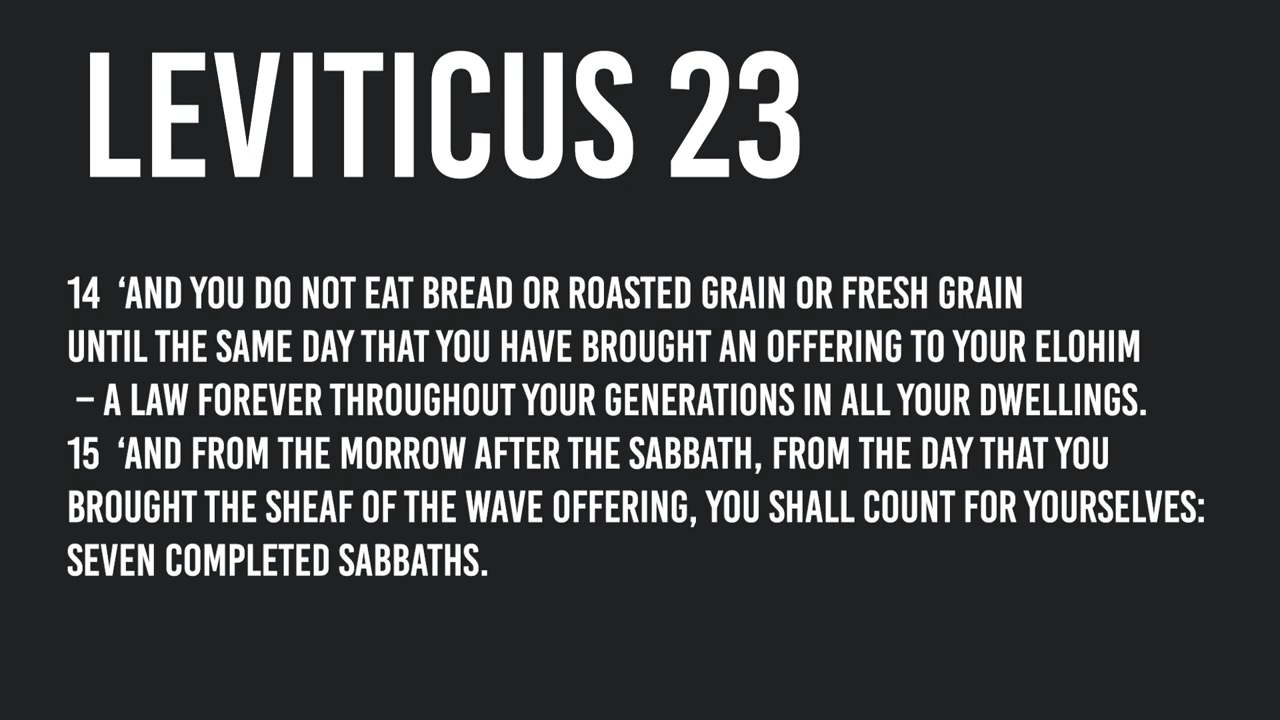 LEVITICUS 23
14 ‘AND YOU DO NOT EAT BREAD OR ROASTED GRAIN OR FRESH GRAIN
UNTIL THE SAME DAY THAT YOU HAVE BROUGHT AN OFFERING TO YOUR ELOHIM
– A LAW FOREVER THROUGHOUT YOUR GENERATIONS IN ALL YOUR DWELLINGS.
15 ‘AND FROM THE MORROW AFTER THE SABBATH, FROM THE DAY THAT YOU
BROUGHT THE SHEAF OF THE WAVE OFFERING, YOU SHALL COUNT FOR YOURSELVES:
SEVEN COMPLETED SABBATHS.